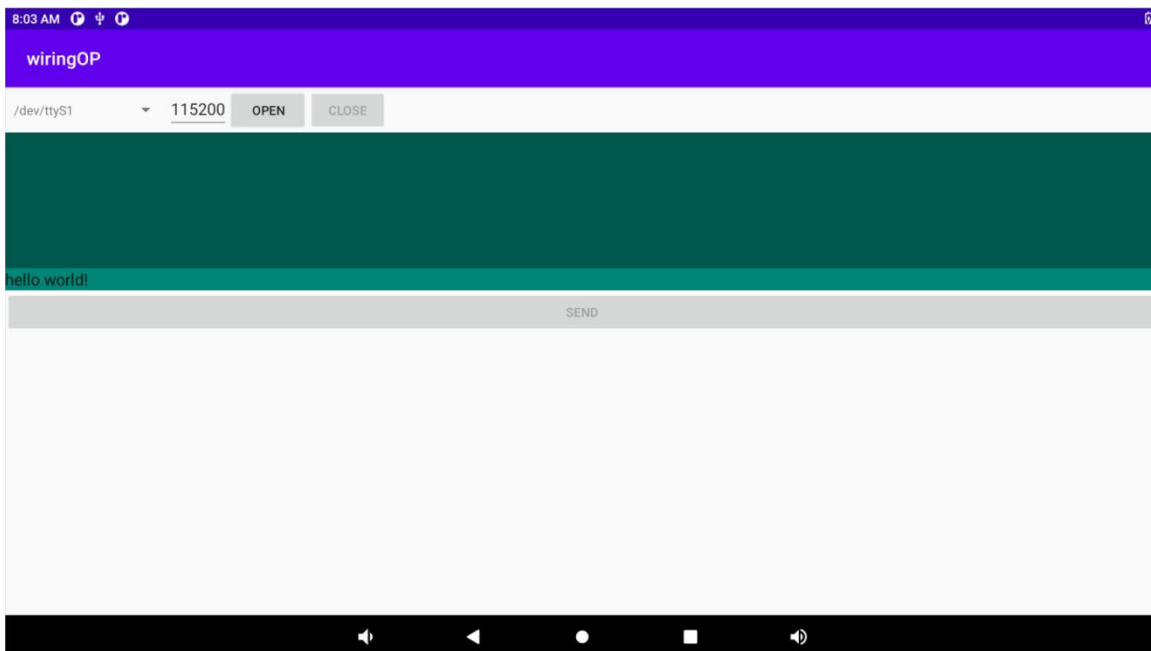 8:03 AM
wiringOP
/dev/ttyS1 115200 OPEN CLOSE
hello world!
SEND